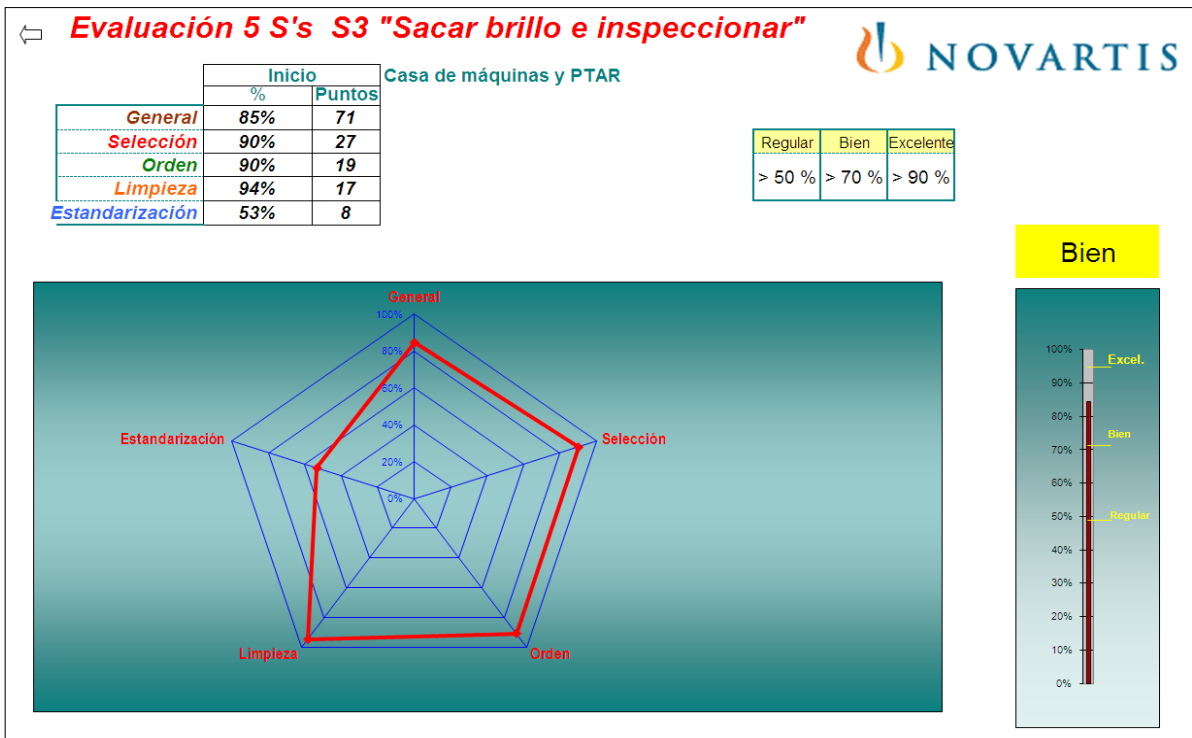 Evaluación 5 S's S3 "Sacar brillo e inspeccionar"
NOVARTIS
Inicio
Casa de máquinas y PTAR
% Puntos
General 85% 71
Selección 90% 27
Orden 90% 19
Limpieza 94% 17
Estandarización 53% 8
Regular Bien Excelente
> 50 % > 70 % > 90 %
Bien
General
100%
80%
60%
40%
20%
0%
Selección
Orden
Limpieza
Estandarización
100%
90%
80%
70%
60%
50%
40%
30%
20%
10%
0%
Excel.
Bien
Regular